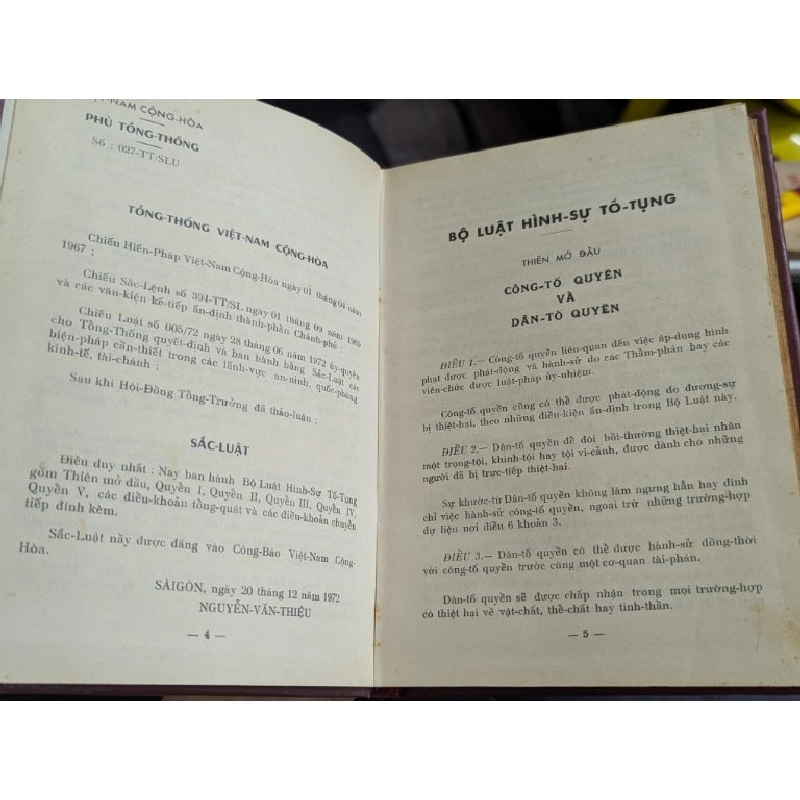 NAM CỘNG-HÒA
PHỦ TỔNG-THỐNG
Số : 027-TT/SLU
TỔNG-THỐNG VIỆT-NAM CỘNG-HÒA
Chiếu Hiến-Pháp Việt-Nam Cộng-Hòa ngày 01 tháng 04 năm
1967 ;
Chiếu Sắc-Lệnh số 394-TT/SL ngày 01 tháng 09 năm 1969
và các văn-kiện kế-tiếp ấn-định thành-phần Chánh-phủ ;
Chiếu Luật số 005/72 ngày 28 tháng 06 năm 1972 ủy-quyền
cho Tổng-Thống quyết-định và ban hành bằng Sắc-Luật các
biện-pháp cần-thiết trong các lãnh-vực an-ninh, quốc-phòng
kinh-tế, tài-chánh ;
Sau khi Hội-Đồng Tổng-Trưởng đã thảo-luận ;
SẮC-LUẬT
Điều duy nhất : Nay ban hành Bộ Luật Hình-Sự Tố-Tụng
gồm Thiên mở đầu, Quyển I, Quyển II, Quyển III, Quyển IV,
Quyển V, các điều-khoản tổng-quát và các điều-khoản chuyển
tiếp đính kèm.
Sắc-Luật nầy được đăng vào Công-Báo Việt-Nam Cộng
Hòa.
SÀIGÒN, ngày 20 tháng 12 năm 1972
NGUYỄN-VĂN-THIỆU
— 4 —
BỘ LUẬT HÌNH-SỰ TỐ-TỤNG
THIÊN MỞ ĐẦU
CÔNG-TỐ QUYỀN
VÀ
DÂN-TỐ QUYỀN
ĐIỀU 1.— Công-tố quyền liên-quan đến việc áp-dụng hình
phạt được phát-động và hành-sử do các Thẩm-phán hay các
viên-chức được luật-pháp ủy-nhiệm.
Công-tố quyền cũng có thể được phát-động do đương-sự
bị thiệt-hại, theo những điều-kiện ấn-định trong Bộ Luật này.
ĐIỀU 2.— Dân-tố quyền để đòi bồi-thường thiệt-hại nhân
một trọng-tội, khinh-tội hay tội vi-cảnh, được dành cho những
người đã bị trực-tiếp thiệt-hại.
Sự khước-từ Dân-tố quyền không làm ngưng hẳn hay đình
chỉ việc hành-sử công-tố quyền, ngoại trừ những trường-hợp
dự liệu nơi điều 6 khoản 3.
ĐIỀU 3.— Dân-tố quyền có thể được hành-sử đồng-thời
với công-tố quyền trước cùng một cơ-quan tài-phán.
Dân-tố quyền sẽ được chấp nhận trong mọi trường-hợp
có thiệt hại về vật-chất, thể-chất hay tinh-thần.
— 5 —